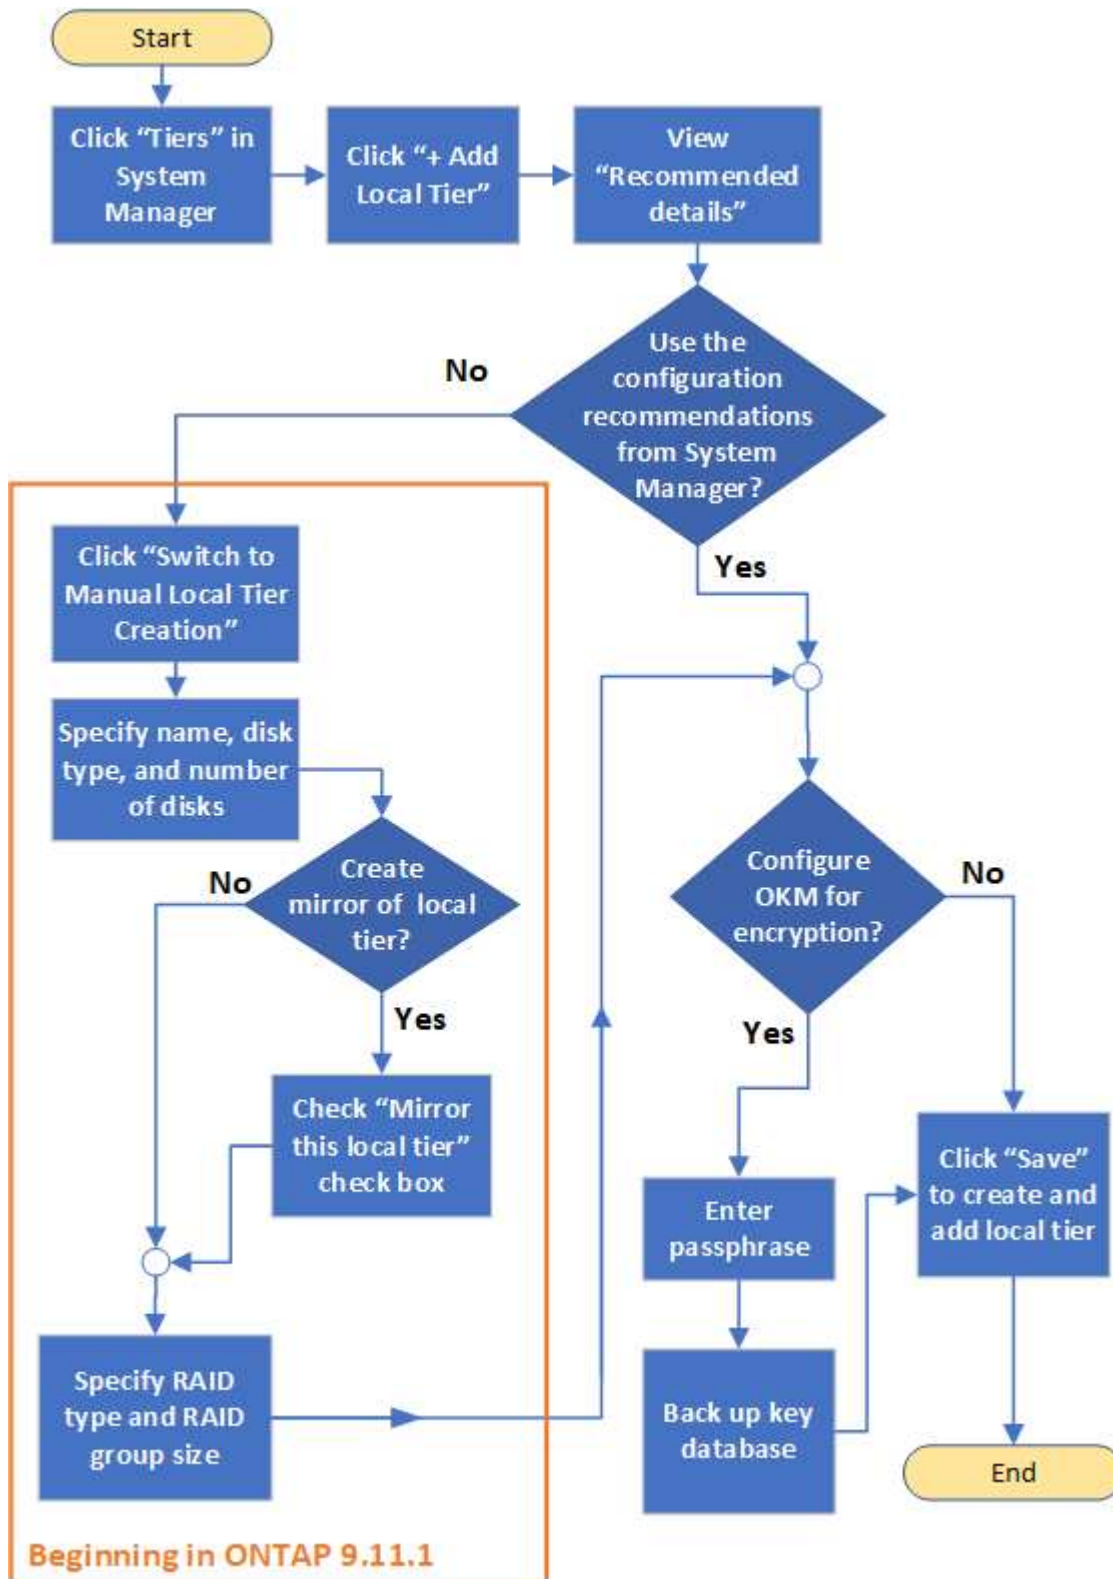 Start
Click “Tiers” in
System
Manager
Click “+ Add
Local Tier”
View
“Recommended
details”
Use the
configuration
recommendations
from System
Manager?
No
Yes
Click “Switch to
Manual Local Tier
Creation”
Specify name, disk
type, and number
of disks
Create
mirror of local
tier?
No
Yes
Check “Mirror
this local tier”
check box
Specify RAID
type and RAID
group size
Beginning in ONTAP 9.11.1
Configure
OKM for
encryption?
No
Yes
Enter
passphrase
Back up key
database
Click “Save”
to create and
add local tier
End